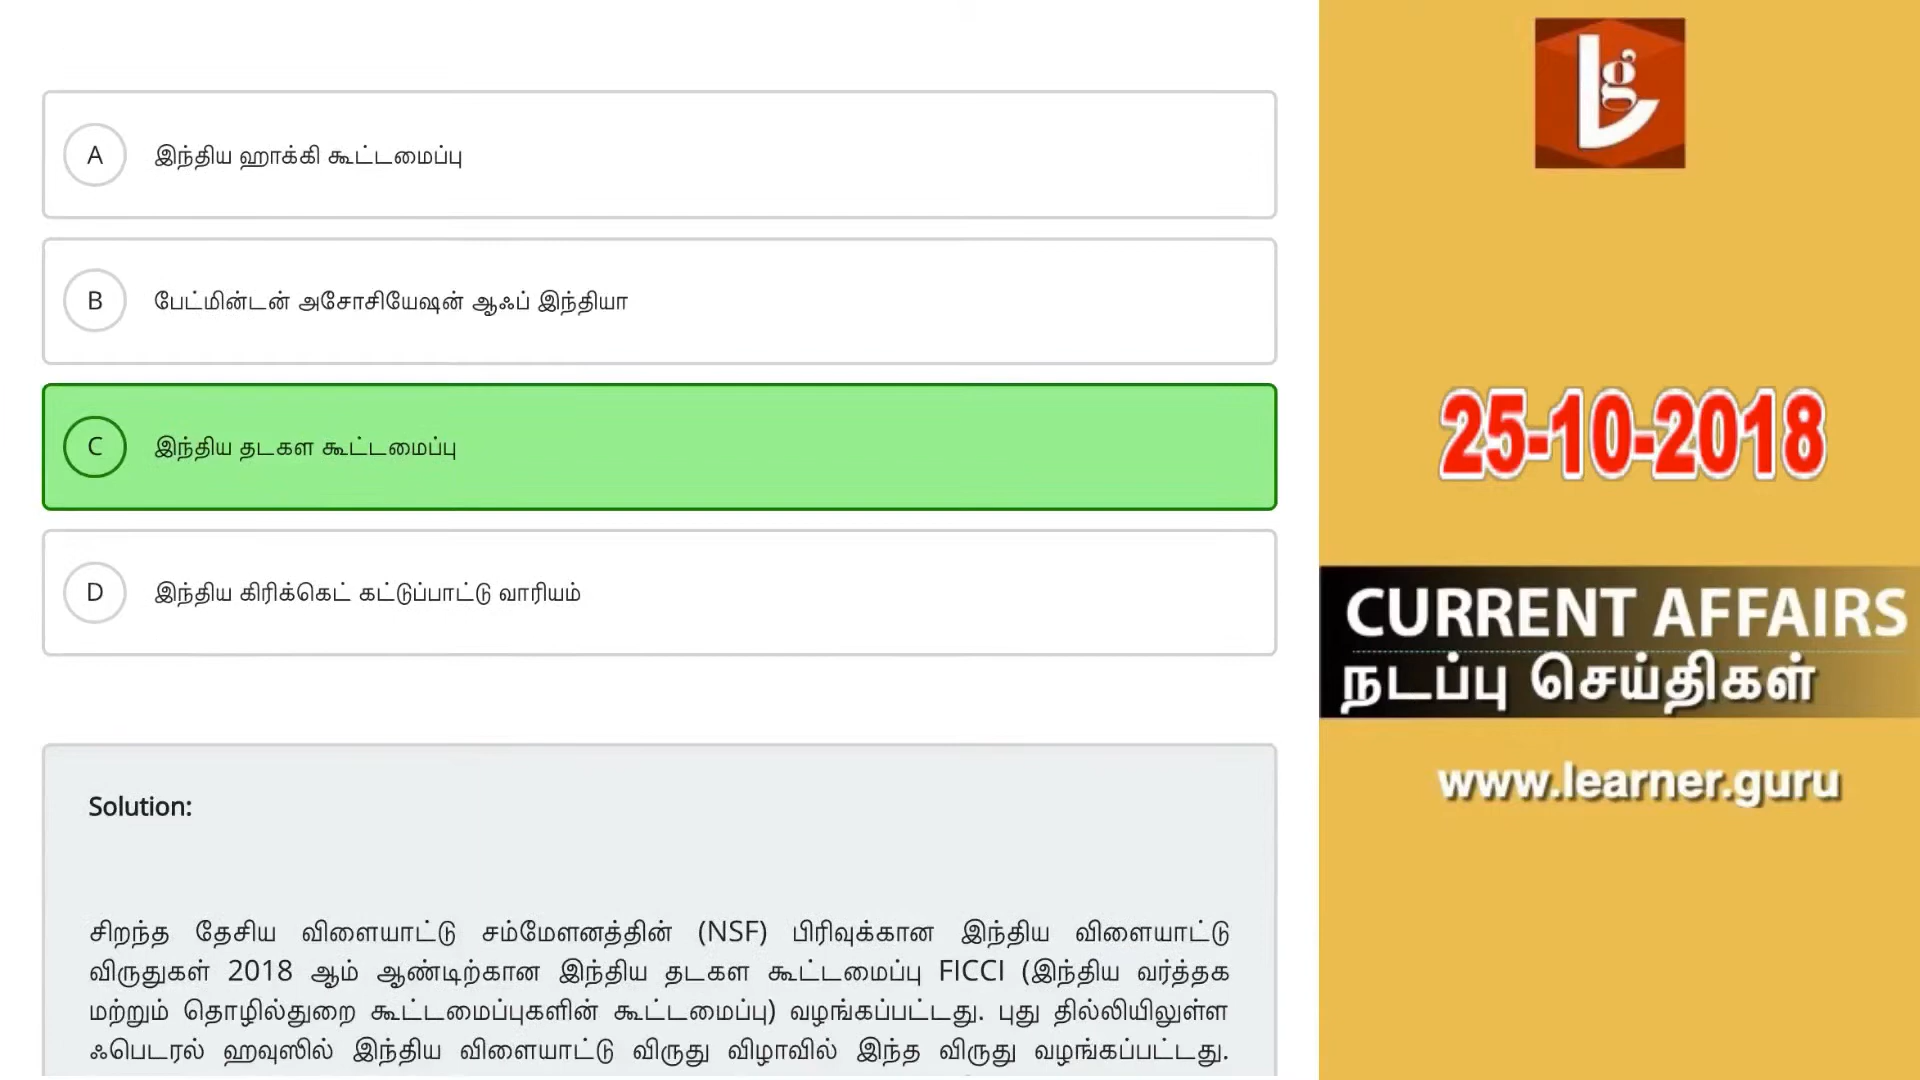 A இந்திய ஹாக்கி கூட்டமைப்பு
B பேட்மின்டன் அசோசியேஷன் ஆஃப் இந்தியா
C இந்திய தடகள கூட்டமைப்பு
D இந்திய கிரிக்கெட் கட்டுப்பாட்டு வாரியம்
Solution:
சிறந்த தேசிய விளையாட்டு சம்மேளனத்தின் (NSF) பிரிவுக்கான இந்திய விளையாட்டு
விருதுகள் 2018 ஆம் ஆண்டிற்கான இந்திய தடகள கூட்டமைப்பு FICCI (இந்திய வர்த்தக
மற்றும் தொழில்துறை கூட்டமைப்புகளின் கூட்டமைப்பு) வழங்கப்பட்டது. புது தில்லியிலுள்ள
ஃபெடரல் ஹவுஸில் இந்திய விளையாட்டு விருது விழாவில் இந்த விருது வழங்கப்பட்டது.
Lg
25-10-2018
CURRENT AFFAIRS
நடப்பு செய்திகள்
www.learner.guru